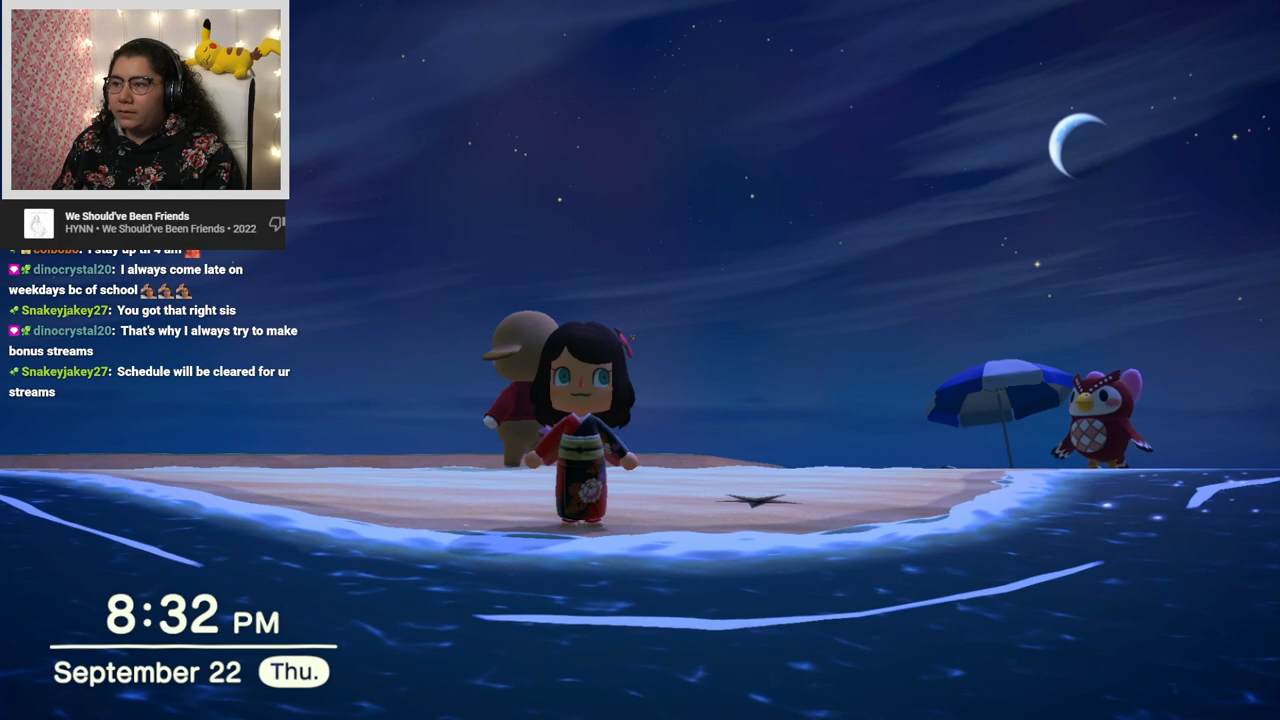 We Should've Been Friends
HYNN • We Should've Been Friends • 2022
I stay up til 4 am
dinocrystal20: I always come late on
weekdays bc of school
Snakeyjakey27: You got that right sis
dinocrystal20: That's why I always try to make
bonus streams
Snakeyjakey27: Schedule will be cleared for ur
streams
8:32 PM
September 22 Thu.